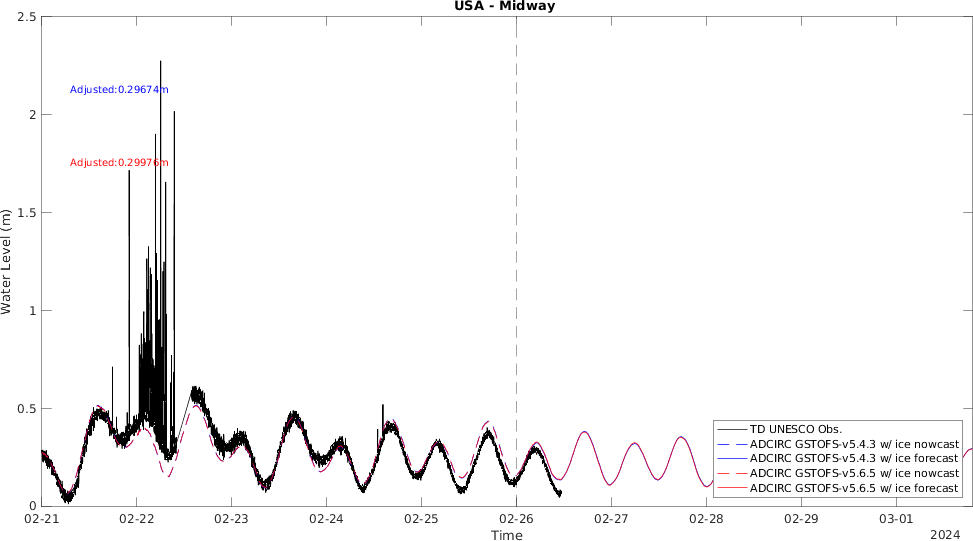 USA - Midway
2.5
2
1.5
1
0.5
0
Water Level (m)
Adjusted:0.29674m
Adjusted:0.29976m
TD UNESCO Obs.
ADCIRC GSTOFS-v5.4.3 w/ ice nowcast
ADCIRC GSTOFS-v5.4.3 w/ ice forecast
ADCIRC GSTOFS-v5.6.5 w/ ice nowcast
ADCIRC GSTOFS-v5.6.5 w/ ice forecast
02-21 02-22 02-23 02-24 02-25 02-26 02-27 02-28 02-29 03-01
Time
2024